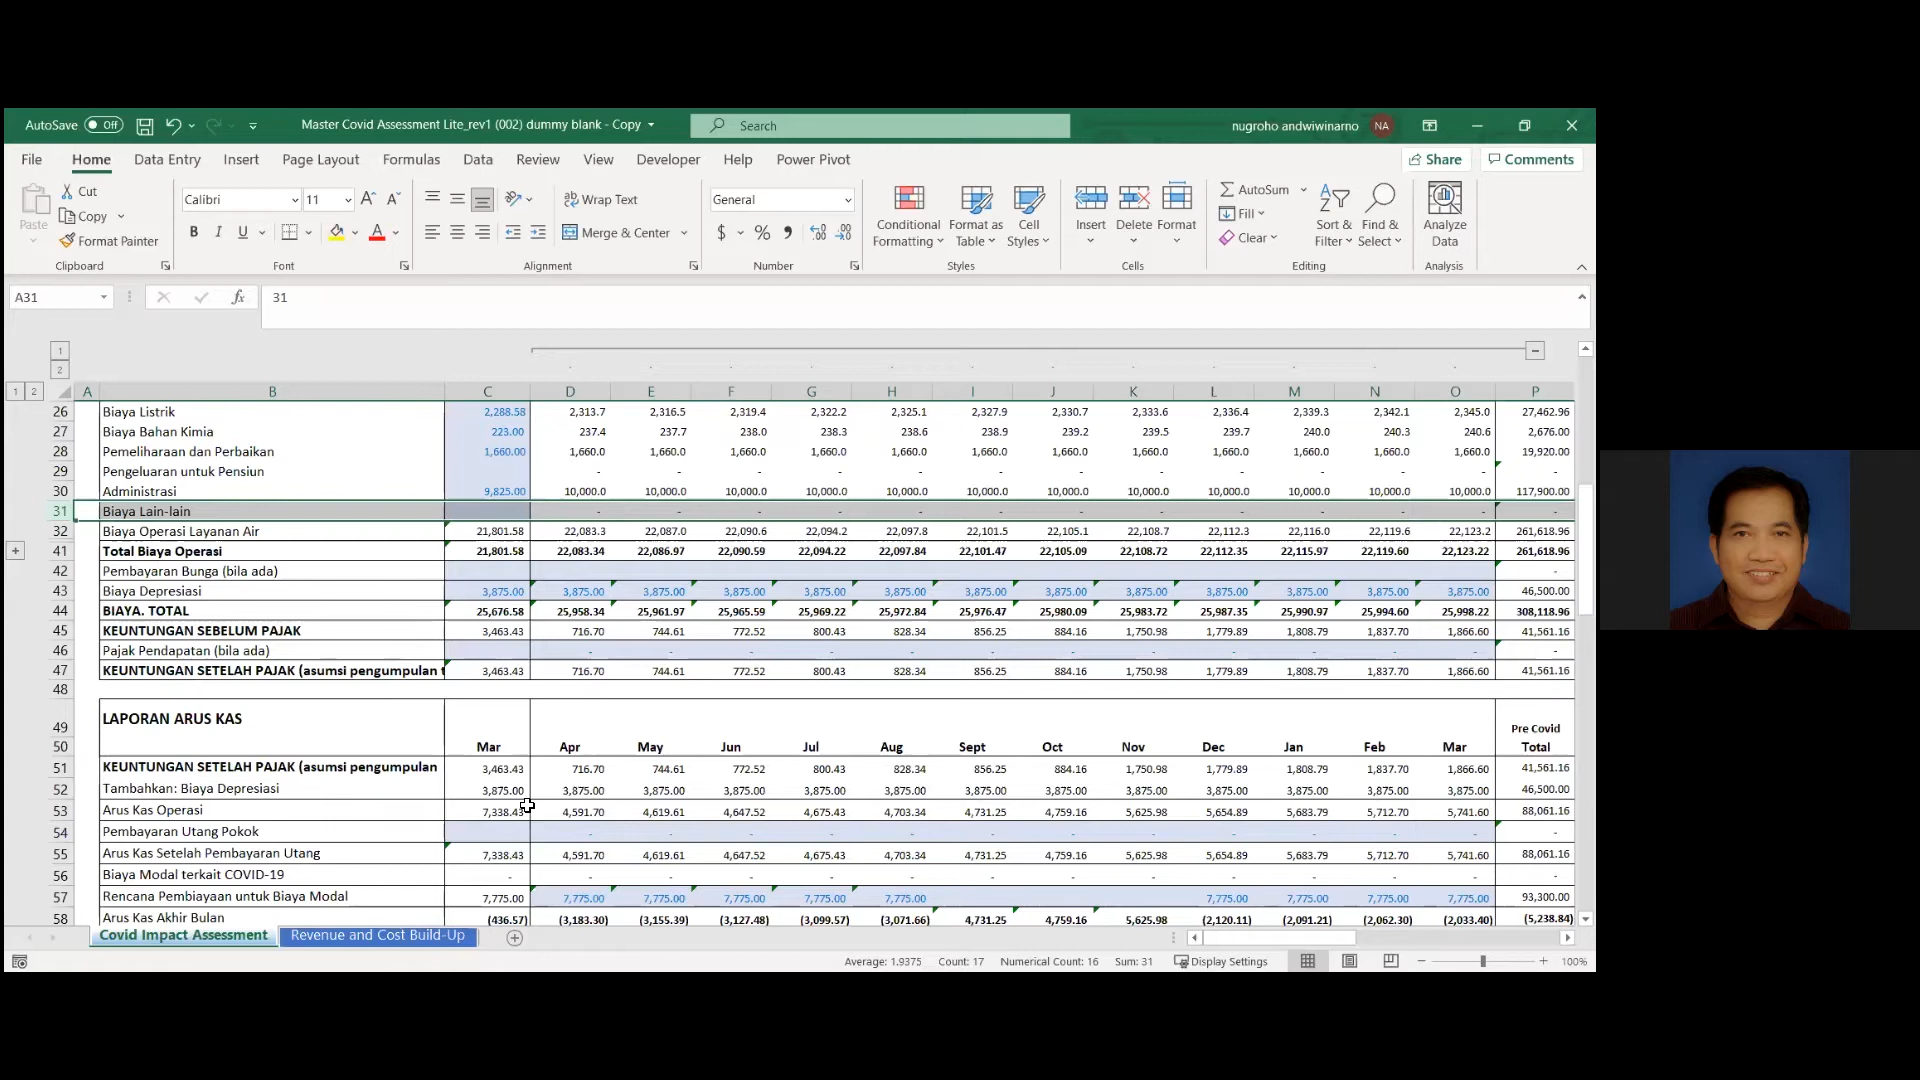 AutoSave Off Master Covid Assessment Lite_rev1 (002) dummy blank - Copy Search nugroho andwiwinarno NA
File Home Data Entry Insert Page Layout Formulas Data Review View Developer Help Power Pivot Share Comments
Paste Cut Copy Format Painter
Calibri 11 B I U A
Wrap Text Merge & Center
General $ % 9
Conditional Formatting Format as Table Cell Styles
Insert Delete Format
AutoSum Fill Clear Sort & Filter Find & Select
Analyze Data
Clipboard Font Alignment Number Styles Cells Editing Analysis
A31 fx 31
1
2
1 2 A B C D E F G H I J K L M N O P
26 Biaya Listrik 2,288.58 2,313.7 2,316.5 2,319.4 2,322.2 2,325.1 2,327.9 2,330.7 2,333.6 2,336.4 2,339.3 2,342.1 2,345.0 27,462.96
27 Biaya Bahan Kimia 223.00 237.4 237.7 238.0 238.3 238.6 238.9 239.2 239.5 239.7 240.0 240.3 240.6 2,676.00
28 Pemeliharaan dan Perbaikan 1,660.00 1,660.0 1,660.0 1,660.0 1,660.0 1,660.0 1,660.0 1,660.0 1,660.0 1,660.0 1,660.0 1,660.0 1,660.0 19,920.00
29 Pengeluaran untuk Pensiun - - - - - - - - - - - - -
30 Administrasi 9,825.00 10,000.0 10,000.0 10,000.0 10,000.0 10,000.0 10,000.0 10,000.0 10,000.0 10,000.0 10,000.0 10,000.0 10,000.0 117,900.00
31 Biaya Lain-lain - - - - - - - - - - - - -
32 Biaya Operasi Layanan Air 21,801.58 22,083.3 22,087.0 22,090.6 22,094.2 22,097.8 22,101.5 22,105.1 22,108.7 22,112.3 22,116.0 22,119.6 22,123.2 261,618.96
41 Total Biaya Operasi 21,801.58 22,083.34 22,086.97 22,090.59 22,094.22 22,097.84 22,101.47 22,105.09 22,108.72 22,112.35 22,115.97 22,119.60 22,123.22 261,618.96
42 Pembayaran Bunga (bila ada) -
43 Biaya Depresiasi 3,875.00 3,875.00 3,875.00 3,875.00 3,875.00 3,875.00 3,875.00 3,875.00 3,875.00 3,875.00 3,875.00 3,875.00 3,875.00 46,500.00
44 BIAYA. TOTAL 25,676.58 25,958.34 25,961.97 25,965.59 25,969.22 25,972.84 25,976.47 25,980.09 25,983.72 25,987.35 25,990.97 25,994.60 25,998.22 308,118.96
45 KEUNTUNGAN SEBELUM PAJAK 3,463.43 716.70 744.61 772.52 800.43 828.34 856.25 884.16 1,750.98 1,779.89 1,808.79 1,837.70 1,866.60 41,561.16
46 Pajak Pendapatan (bila ada) - - - - - - - - - - - - -
47 KEUNTUNGAN SETELAH PAJAK (asumsi pengumpulan t 3,463.43 716.70 744.61 772.52 800.43 828.34 856.25 884.16 1,750.98 1,779.89 1,808.79 1,837.70 1,866.60 41,561.16
48
49 LAPORAN ARUS KAS Pre Covid
50 Mar Apr May Jun Jul Aug Sept Oct Nov Dec Jan Feb Mar Total
51 KEUNTUNGAN SETELAH PAJAK (asumsi pengumpulan 3,463.43 716.70 744.61 772.52 800.43 828.34 856.25 884.16 1,750.98 1,779.89 1,808.79 1,837.70 1,866.60 41,561.16
52 Tambahkan: Biaya Depresiasi 3,875.00 3,875.00 3,875.00 3,875.00 3,875.00 3,875.00 3,875.00 3,875.00 3,875.00 3,875.00 3,875.00 3,875.00 3,875.00 46,500.00
53 Arus Kas Operasi 7,338.43 4,591.70 4,619.61 4,647.52 4,675.43 4,703.34 4,731.25 4,759.16 5,625.98 5,654.89 5,683.79 5,712.70 5,741.60 88,061.16
54 Pembayaran Utang Pokok - - - - - - - - - - - - -
55 Arus Kas Setelah Pembayaran Utang 7,338.43 4,591.70 4,619.61 4,647.52 4,675.43 4,703.34 4,731.25 4,759.16 5,625.98 5,654.89 5,683.79 5,712.70 5,741.60 88,061.16
56 Biaya Modal terkait COVID-19 - - - - - - - - - - - - - -
57 Rencana Pembiayaan untuk Biaya Modal 7,775.00 7,775.00 7,775.00 7,775.00 7,775.00 7,775.00 7,775.00 7,775.00 7,775.00 7,775.00 93,300.00
58 Arus Kas Akhir Bulan (436.57) (3,183.30) (3,155.39) (3,127.48) (3,099.57) (3,071.66) 4,731.25 4,759.16 5,625.98 (2,120.11) (2,091.21) (2,062.30) (2,033.40) (5,238.84)
Covid Impact Assessment Revenue and Cost Build-Up
Average: 1.9375 Count: 17 Numerical Count: 16 Sum: 31 Display Settings 100%